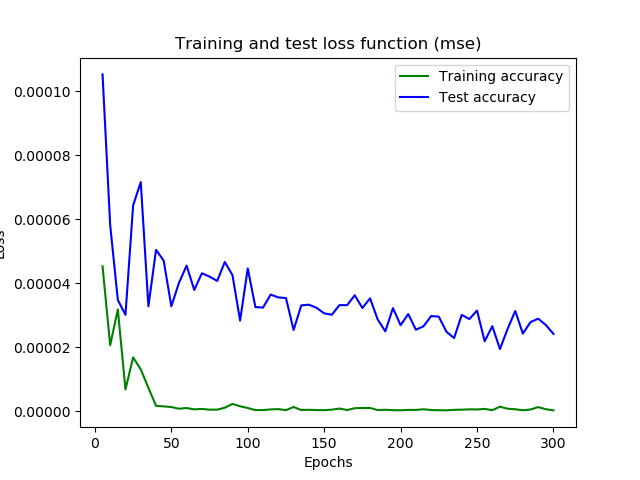 Training and test loss function (mse)
Training accuracy
Test accuracy
0.00010
0.00008
0.00006
0.00004
0.00002
0.00000
Loss
0
50
100
150
200
250
300
Epochs